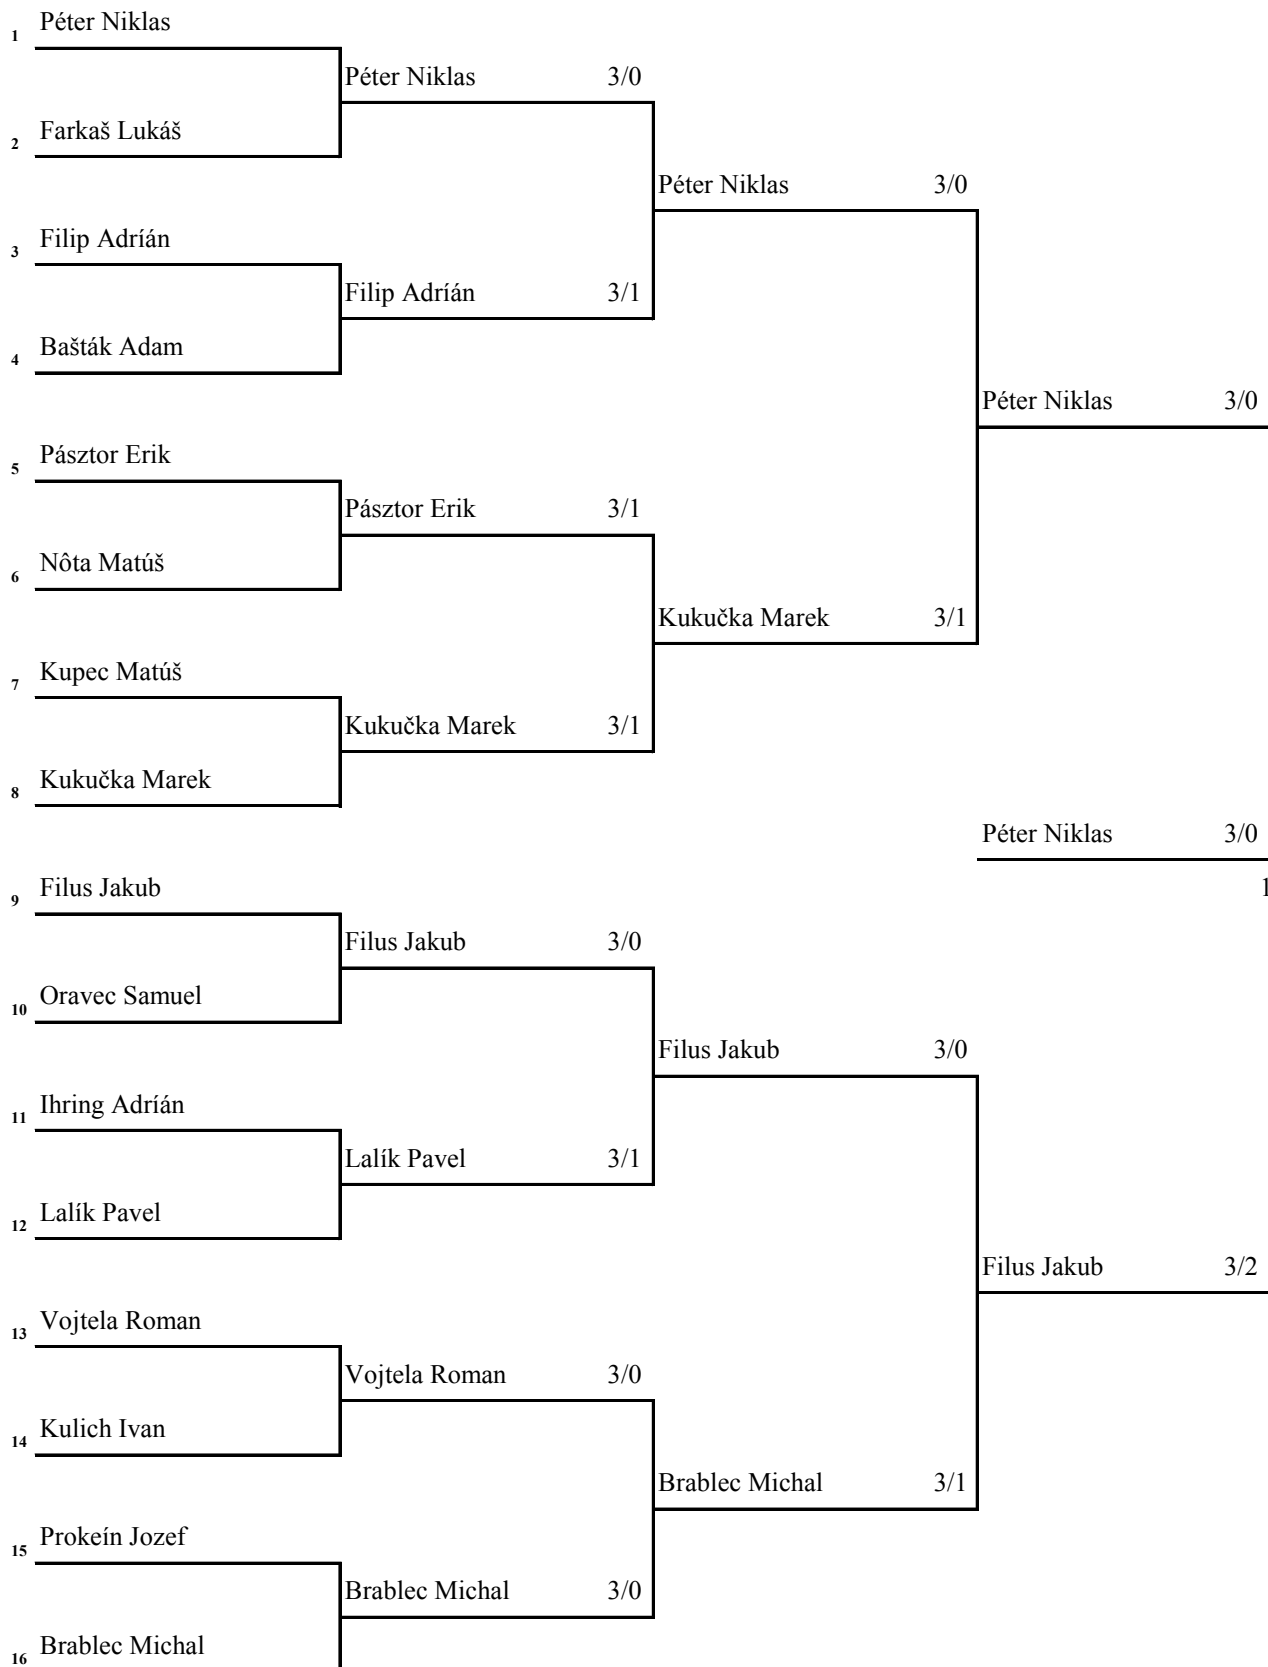 1 Péter Niklas
Péter Niklas 3/0
2 Farkaš Lukáš
Péter Niklas 3/0
3 Filip Adríán
Filip Adríán 3/1
4 Bašták Adam
Péter Niklas 3/0
5 Pásztor Erik
Pásztor Erik 3/1
6 Nôta Matúš
Kukučka Marek 3/1
7 Kupec Matúš
Kukučka Marek 3/1
8 Kukučka Marek
Péter Niklas 3/0
1
9 Filus Jakub
Filus Jakub 3/0
10 Oravec Samuel
Filus Jakub 3/0
11 Ihring Adríán
Lalík Pavel 3/1
12 Lalík Pavel
Filus Jakub 3/2
13 Vojtela Roman
Vojtela Roman 3/0
14 Kulich Ivan
Brablec Michal 3/1
15 Prokeín Jozef
Brablec Michal 3/0
16 Brablec Michal